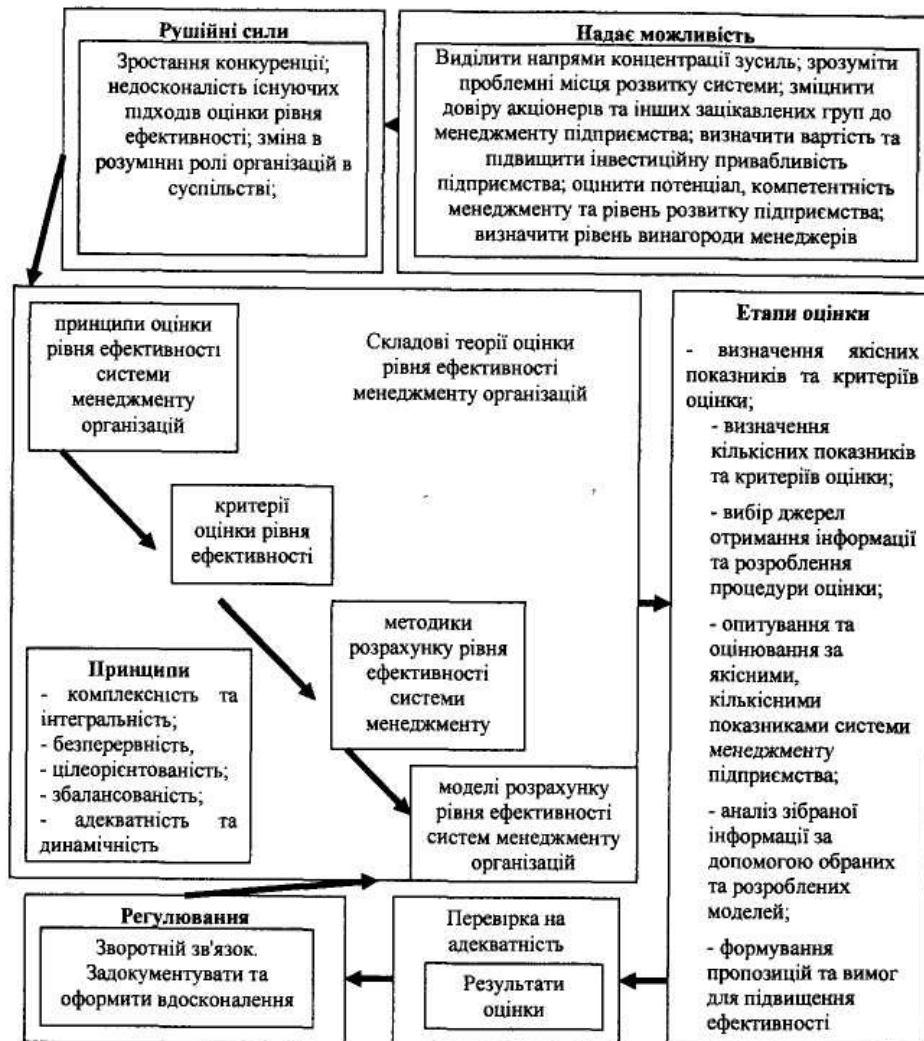 Рушійні сили
Зростання конкуренції;
недосконалість існуючих
підходів оцінки рівня
ефективності; зміна в
розумінні ролі організацій в
суспільстві;
Надає можливість
Виділити напрями концентрації зусиль; зрозуміти
проблемні місця розвитку системи; зміцнити
довіру акціонерів та інших зацікавлених груп до
менеджменту підприємства; визначити вартість та
підвищити інвестиційну привабливість
підприємства; оцінити потенціал, компетентність
менеджменту та рівень розвитку підприємства;
визначити рівень винагороди менеджерів
принципи оцінки
рівня ефективності
системи
менеджменту
організацій
Складові теорії оцінки
рівня ефективності
менеджменту організацій
критерії
оцінки рівня
ефективності
методики
розрахунку рівня
ефективності
системи
менеджменту
Принципи
- комплексність та
інтегральність;
- безперервність,
- цілеорієнтованість;
- збалансованість;
- адекватність та
динамічність
моделі розрахунку
рівня ефективності
систем менеджменту
організацій
Етапи оцінки
- визначення якісних
показників та критеріїв
оцінки;
- визначення
кількісних показників
та критеріїв оцінки;
- вибір джерел
отримання інформації
та розроблення
процедури оцінки;
- опитування та
оцінювання за
якісними,
кількісними
показниками системи
менеджменту
підприємства;
- аналіз зібраної
інформації за
допомогою обраних
та розроблених
моделей;
- формування
пропозицій та вимог
для підвищення
ефективності
Регулювання
Зворотній зв'язок.
Задокументувати та
оформити вдосконалення
Перевірка на
адекватність
Результати
оцінки